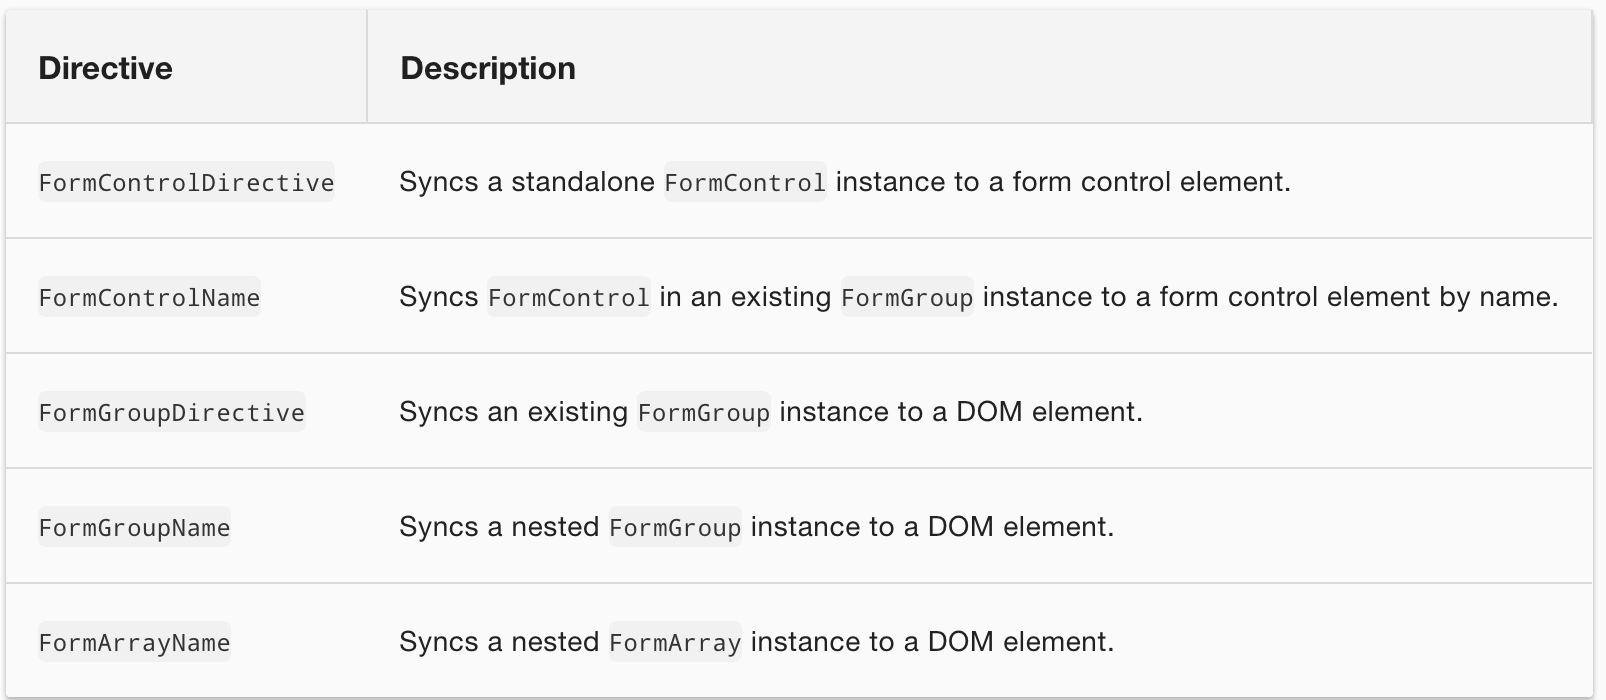 Directive Description
FormControlDirective Syncs a standalone FormControl instance to a form control element.
FormControlName Syncs FormControl in an existing FormGroup instance to a form control element by name.
FormGroupDirective Syncs an existing FormGroup instance to a DOM element.
FormGroupName Syncs a nested FormGroup instance to a DOM element.
FormArrayName Syncs a nested FormArray instance to a DOM element.